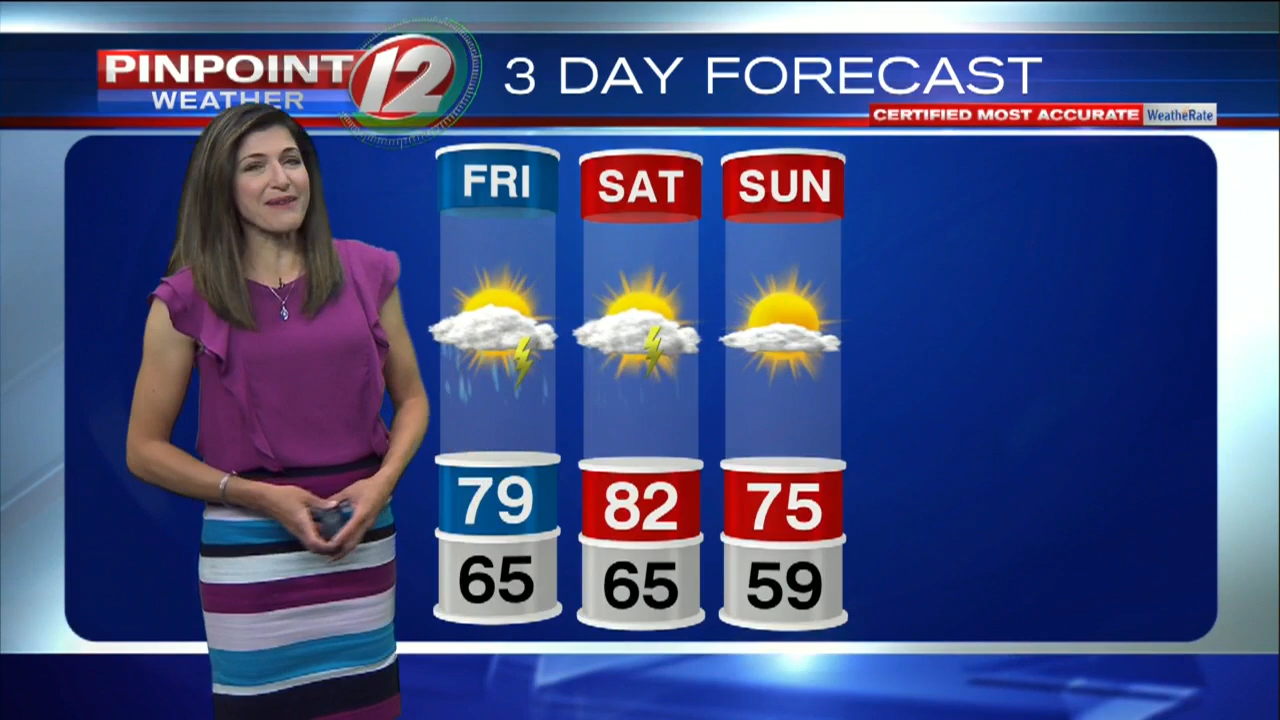 PINPOINT 12
WEATHER
3 DAY FORECAST
CERTIFIED MOST ACCURATE WeatheRate
FRI SAT SUN
79 82 75
65 65 59